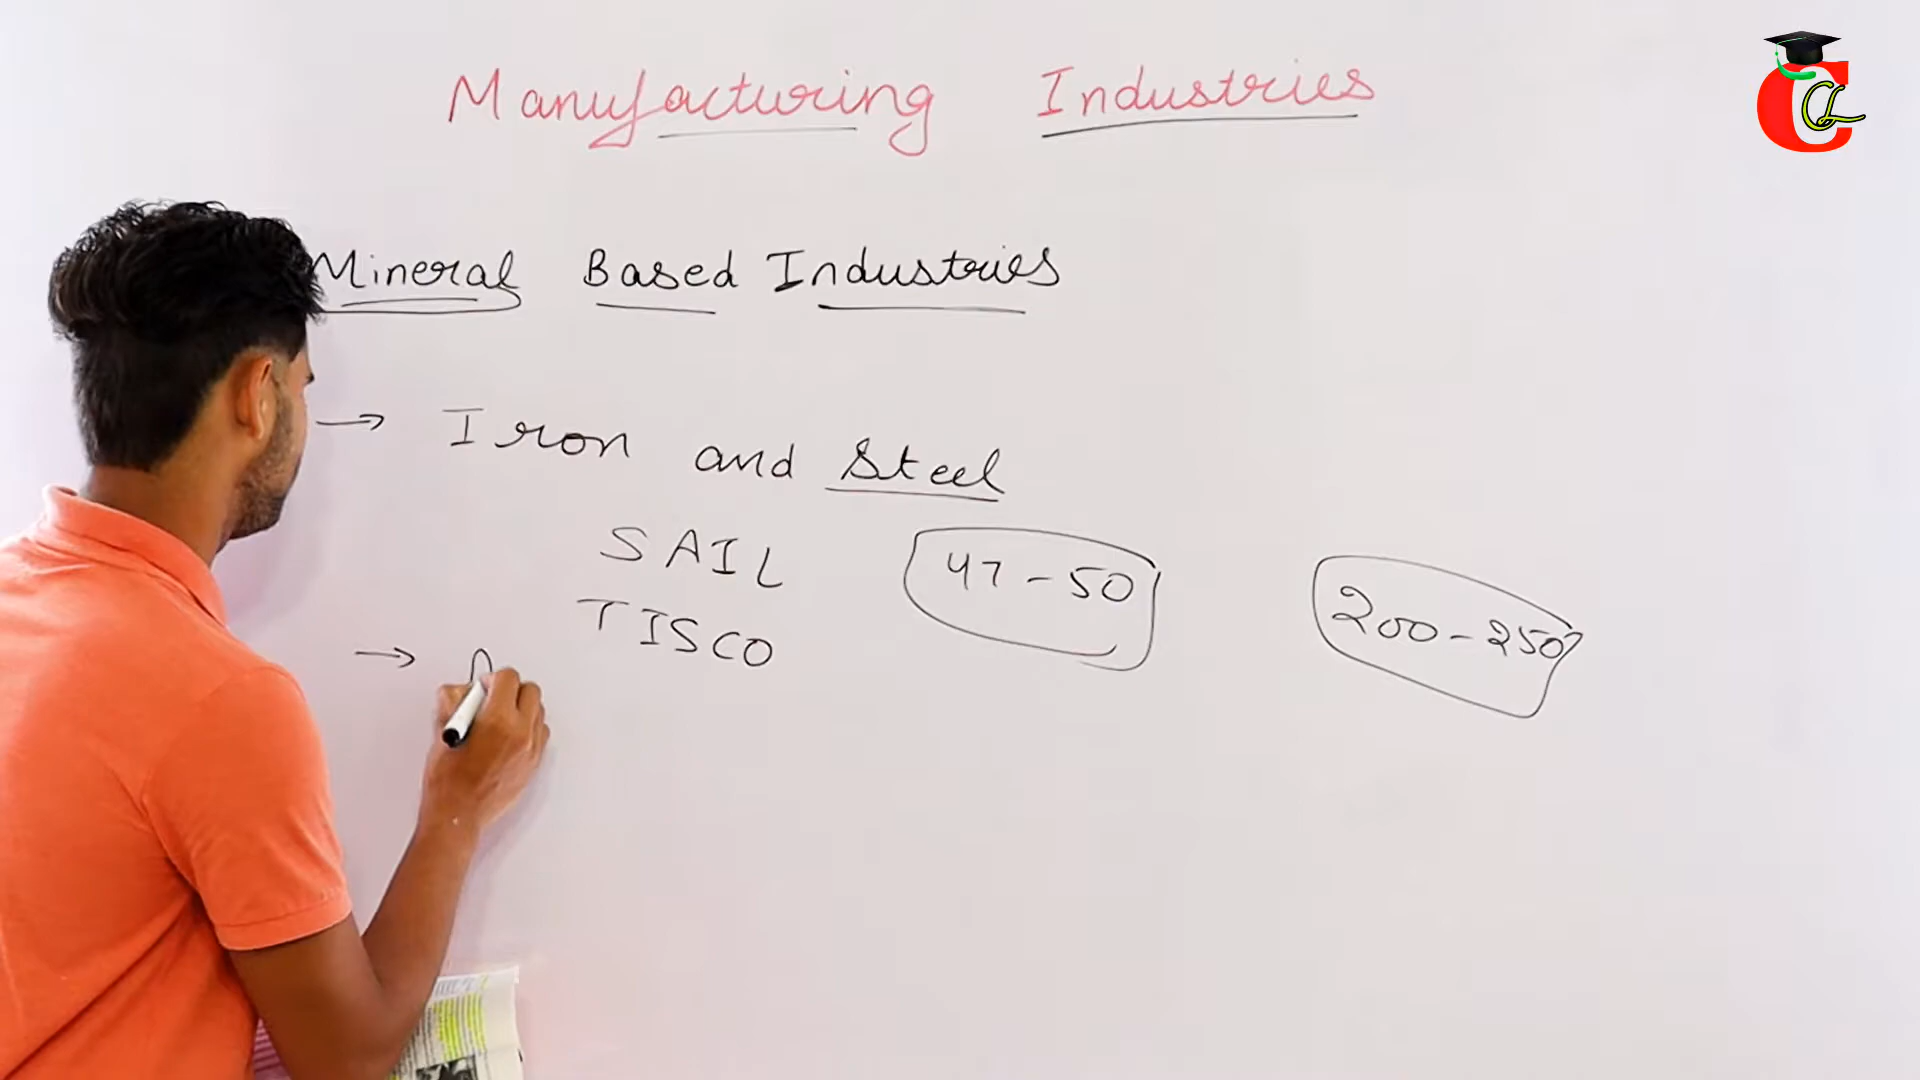 Manufacturing Industries
Mineral Based Industries
→ Iron and Steel
SAIL 47-50 200-250
TISCO
→ A